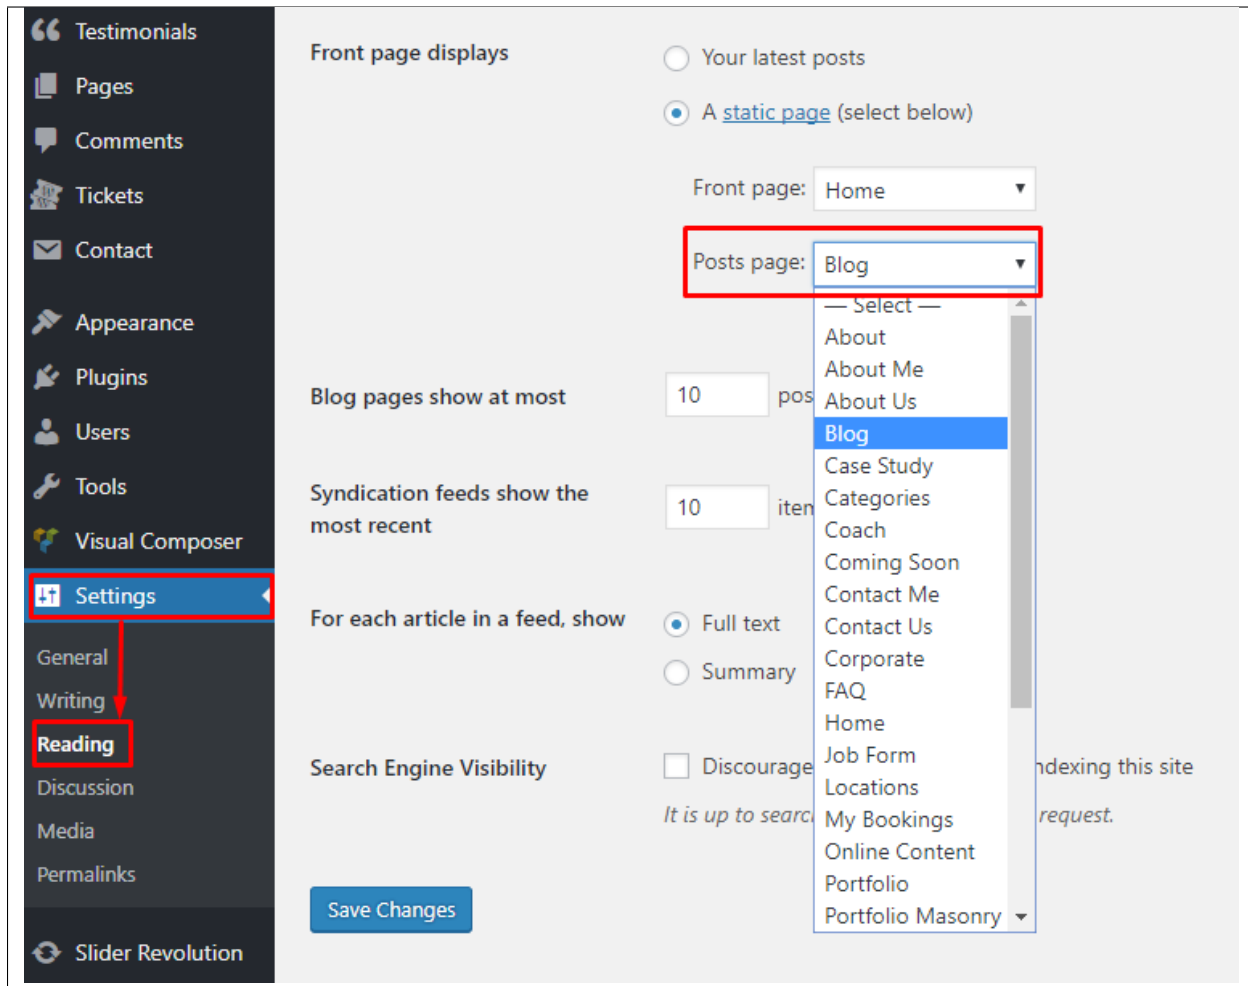 Testimonials
Pages
Comments
Tickets
Contact
Appearance
Plugins
Users
Tools
Visual Composer
Settings
General
Writing
Reading
Discussion
Media
Permalinks
Slider Revolution
Front page displays
Your latest posts
A static page (select below)
Front page: Home
Posts page: Blog
— Select —
About
About Me
About Us
Blog
Case Study
Categories
Coach
Coming Soon
Contact Me
Contact Us
Corporate
FAQ
Home
Job Form
Locations
My Bookings
Online Content
Portfolio
Portfolio Masonry
Blog pages show at most
10 pos
Syndication feeds show the
most recent
10 iten
For each article in a feed, show
Full text
Summary
Search Engine Visibility
Discourage ndexing this site
It is up to searc request.
Save Changes